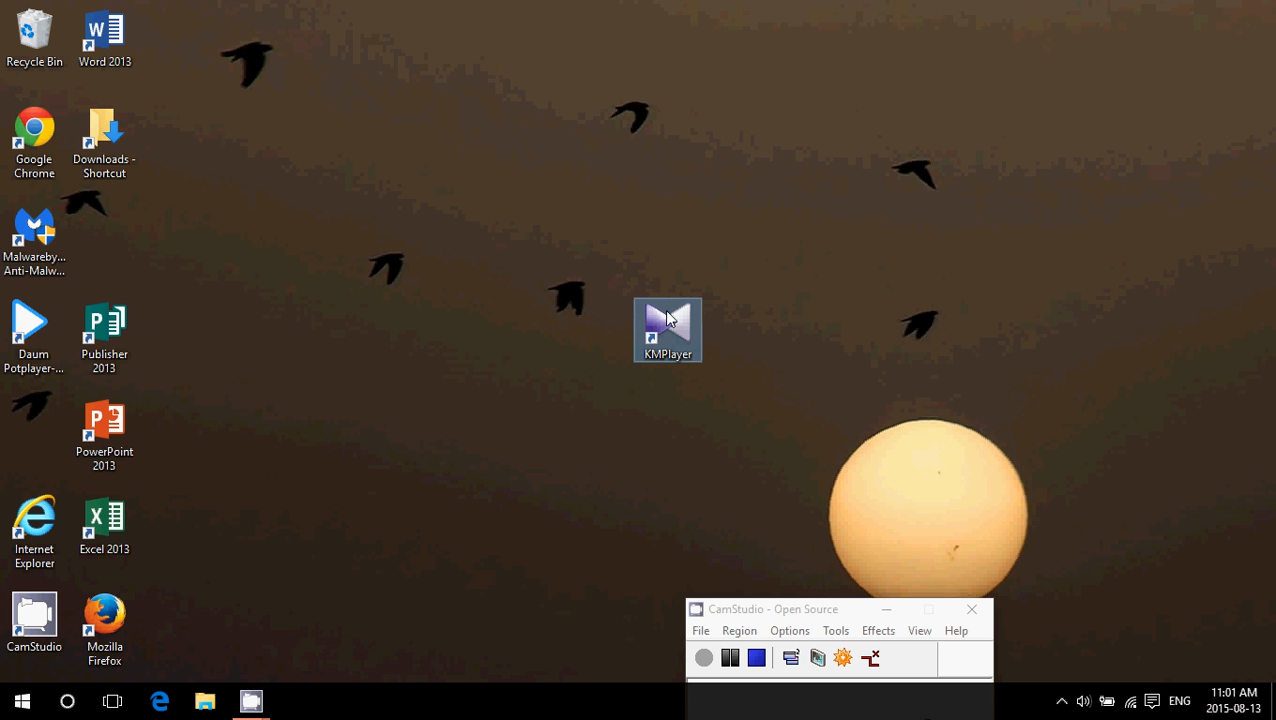 Recycle Bin
Word 2013
Google
Chrome
Downloads -
Shortcut
Malwareby...
Anti-Malw...
Daum
Potplayer-...
Publisher
2013
KMPlayer
PowerPoint
2013
Internet
Explorer
Excel 2013
CamStudio
Mozilla
Firefox
CamStudio - Open Source
File Region Options Tools Effects View Help
ENG
11:01 AM
2015-08-13